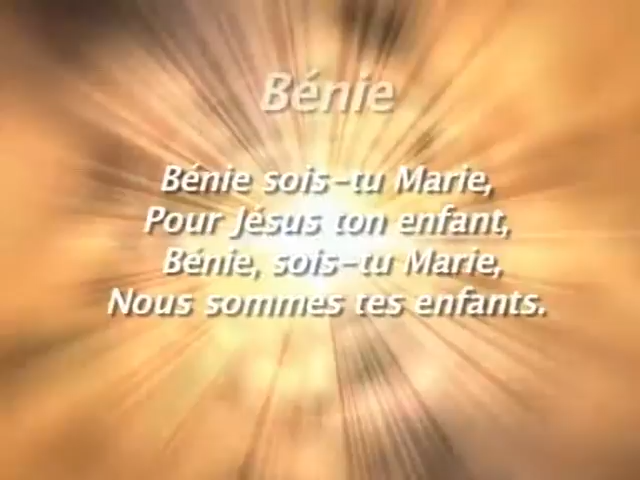 Bénie
Bénie sois-tu Marie,
Pour Jésus ton enfant,
Bénie, sois-tu Marie,
Nous sommes tes enfants.